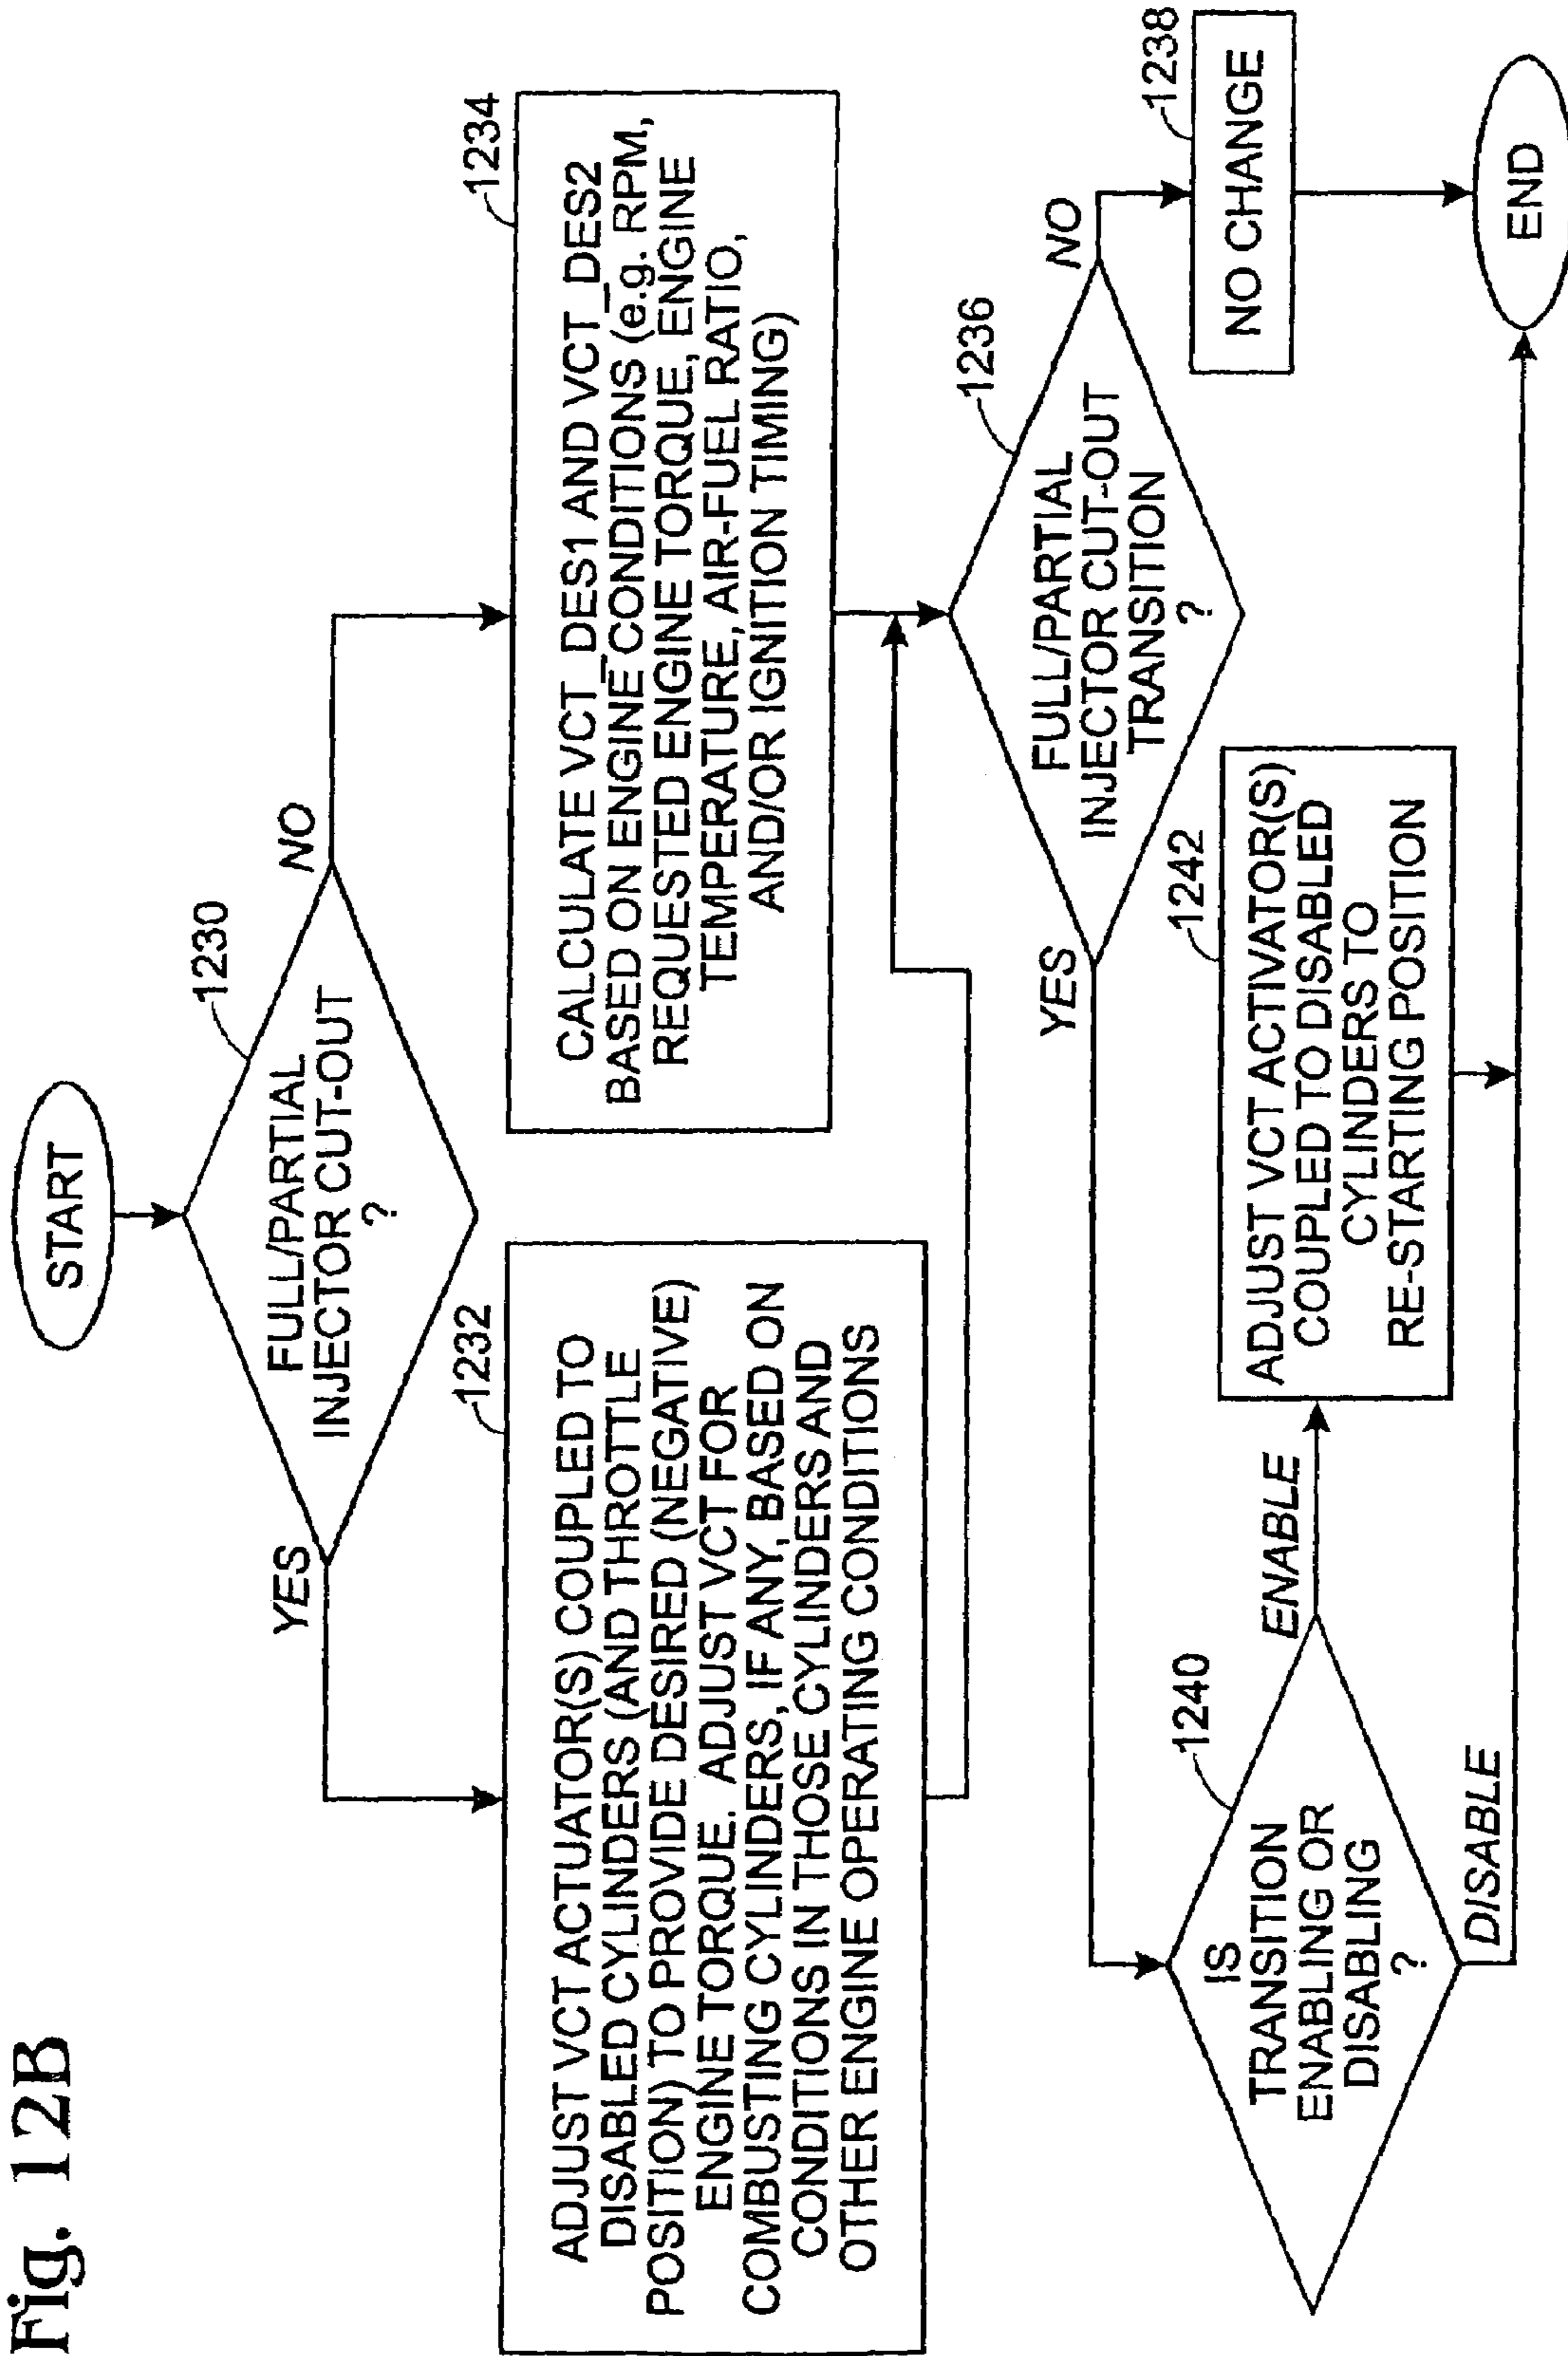 Fig. 12B
START
1230
FULL/PARTIAL
INJECTOR CUT-OUT
?
YES
NO
1232
ADJUST VCT ACTUATOR(S) COUPLED TO
DISABLED CYLINDERS (AND THROTTLE
POSITION) TO PROVIDE DESIRED (NEGATIVE)
ENGINE TORQUE. ADJUST VCT FOR
COMBUSTING CYLINDERS, IF ANY, BASED ON
CONDITIONS IN THOSE CYLINDERS AND
OTHER ENGINE OPERATING CONDITIONS
1234
CALCULATE VCT_DES1 AND VCT_DES2
BASED ON ENGINE CONDITIONS (e.g. RPM,
REQUESTED ENGINE TORQUE, ENGINE
TEMPERATURE, AIR-FUEL RATIO,
AND/OR IGNITION TIMING)
1236
FULL/PARTIAL
INJECTOR CUT-OUT
TRANSITION
?
YES
NO
1238
NO CHANGE
1240
IS
TRANSITION
ENABLING OR
DISABLING
?
ENABLE
DISABLE
1242
ADJUST VCT ACTIVATOR(S)
COUPLED TO DISABLED
CYLINDERS TO
RE-STARTING POSITION
END